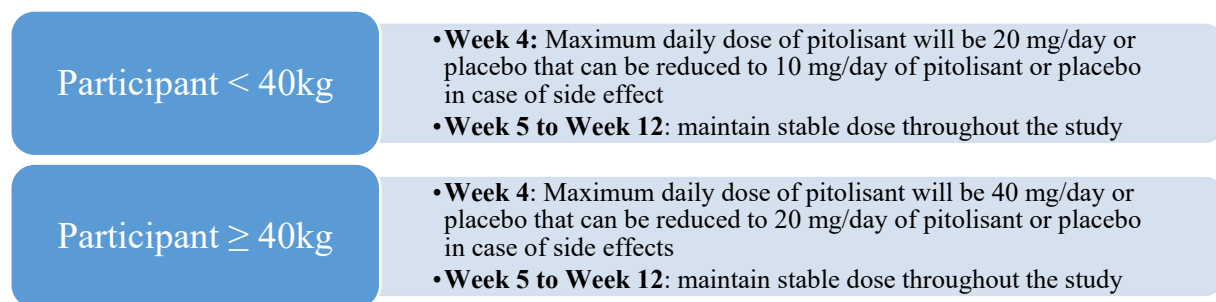 Participant < 40kg
•Week 4: Maximum daily dose of pitolisant will be 20 mg/day or
placebo that can be reduced to 10 mg/day of pitolisant or placebo
in case of side effect
•Week 5 to Week 12: maintain stable dose throughout the study
Participant ≥ 40kg
•Week 4: Maximum daily dose of pitolisant will be 40 mg/day or
placebo that can be reduced to 20 mg/day of pitolisant or placebo
in case of side effects
•Week 5 to Week 12: maintain stable dose throughout the study